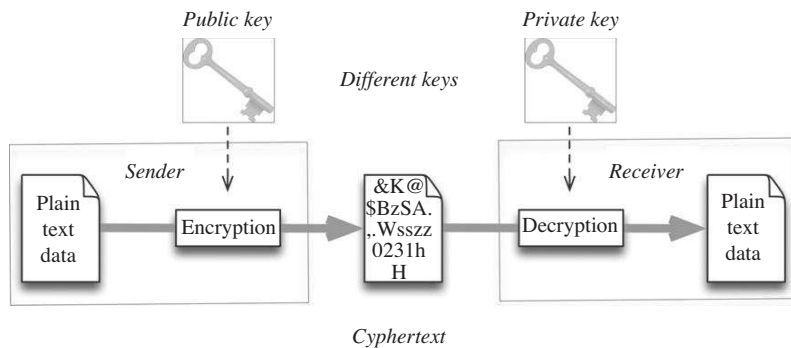 Public key
Private key
Different keys
Sender
Receiver
Plain
text
data
Encryption
&K@
$BzSA.
,.Wsszz
0231h
H
Decryption
Plain
text
data
Cyphertext